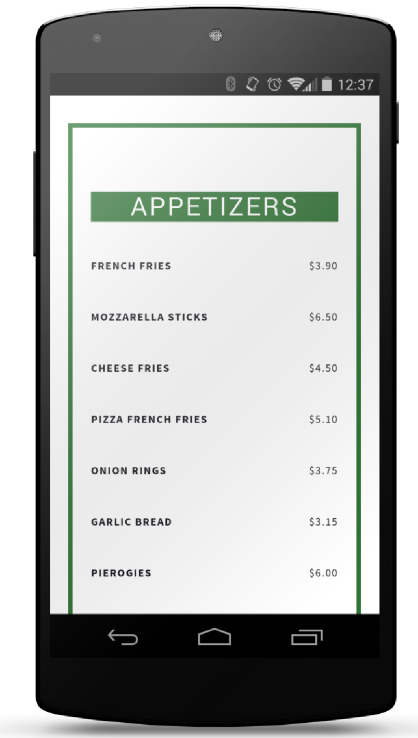 12:37
APPETIZERS
FRENCH FRIES $3.90
MOZZARELLA STICKS $6.50
CHEESE FRIES $4.50
PIZZA FRENCH FRIES $5.10
ONION RINGS $3.75
GARLIC BREAD $3.15
PIEROGIES $6.00